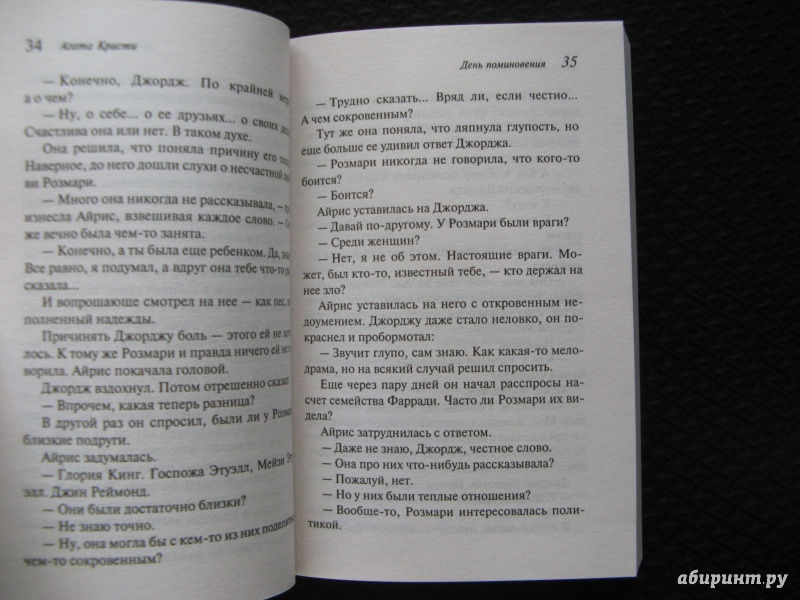 34 Агата Кристи
— Конечно, Джордж. По крайней
а о чем?
— Ну, о себе... о ее друзьях... о своих
Счастлива она или нет. В таком духе.
Она решила, что поняла причину его
Наверное, до него дошли слухи о несчастной
ви Розмари.
— Много она никогда не рассказывала, —
изнесла Айрис, взвешивая каждое слово. —
же вечно была чем-то занята.
— Конечно, а ты была еще ребенком. Да,
Все равно, я подумал, а вдруг она тебе что-то
сказала...
И вопрошающе смотрел на нее — как пес,
полненный надежды.
Причинять Джорджу боль — этого ей не
лось. К тому же Розмари и правда ничего ей не
ворила. Айрис покачала головой.
Джордж вздохнул. Потом отрешенно сказал
— Впрочем, какая теперь разница?
В другой раз он спросил, были ли у Розма
близкие подруги.
Айрис задумалась.
— Глория Кинг. Госпожа Этуэлл, Мейзи Эт
элл. Джин Реймонд.
— Они были достаточно близки?
— Не знаю точно.
— Ну, она могла бы с кем-то из них поделить
чем-то сокровенным?
День поминовения 35
— Трудно сказать... Вряд ли, если честно...
А чем сокровенным?
Тут же она поняла, что ляпнула глупость, но
еще больше ее удивил ответ Джорджа.
— Розмари никогда не говорила, что кого-то
боится?
— Боится?
Айрис уставилась на Джорджа.
— Давай по-другому. У Розмари были враги?
— Среди женщин?
— Нет, я не об этом. Настоящие враги. Мо-
жет, был кто-то, известный тебе, — кто держал на
нее зло?
Айрис уставилась на него с откровенным не-
доумением. Джорджу даже стало неловко, он по-
краснел и пробормотал:
— Звучит глупо, сам знаю. Как какая-то мело-
драма, но на всякий случай решил спросить.
Еще через пару дней он начал расспросы на-
счет семейства Фарради. Часто ли Розмари их ви-
дела?
Айрис затруднилась с ответом.
— Даже не знаю, Джордж, честное слово.
— Она про них что-нибудь рассказывала?
— Пожалуй, нет.
— Но у них были теплые отношения?
— Вообще-то, Розмари интересовалась поли-
тикой.
абиринт.ру